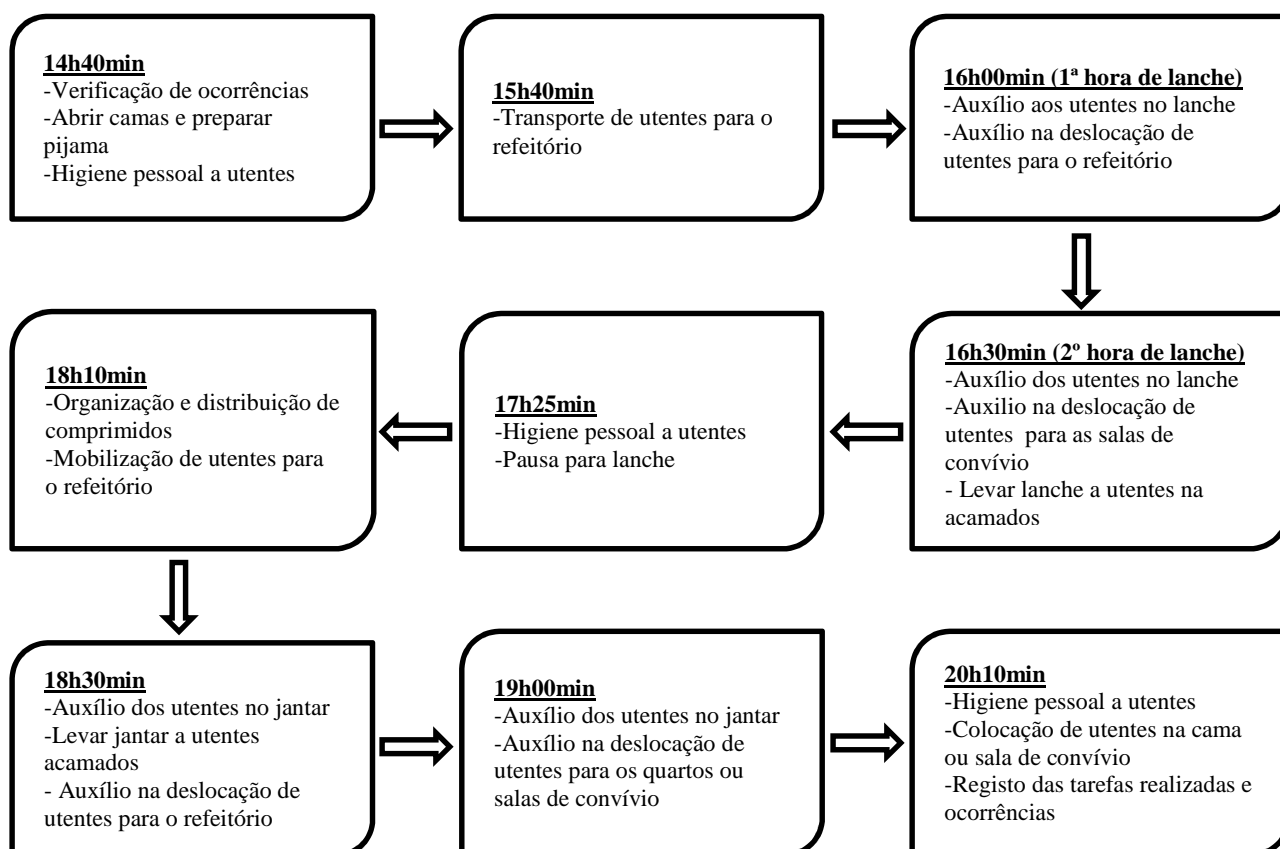 14h40min
-Verificação de ocorrências
-Abrir camas e preparar
pijama
-Higiene pessoal a utentes
15h40min
-Transporte de utentes para o
refeitório
16h00min (1ª hora de lanche)
-Auxílio aos utentes no lanche
-Auxílio na deslocação de
utentes para o refeitório
16h30min (2º hora de lanche)
-Auxílio dos utentes no lanche
-Auxilio na deslocação de
utentes  para as salas de
convívio
- Levar lanche a utentes na
acamados
17h25min
-Higiene pessoal a utentes
-Pausa para lanche
18h10min
-Organização e distribuição de
comprimidos
-Mobilização de utentes para
o refeitório
18h30min
-Auxílio dos utentes no jantar
-Levar jantar a utentes
acamados
- Auxílio na deslocação de
utentes para o refeitório
19h00min
-Auxílio dos utentes no jantar
-Auxílio na deslocação de
utentes para os quartos ou
salas de convívio
20h10min
-Higiene pessoal a utentes
-Colocação de utentes na cama
ou sala de convívio
-Registo das tarefas realizadas e
ocorrências